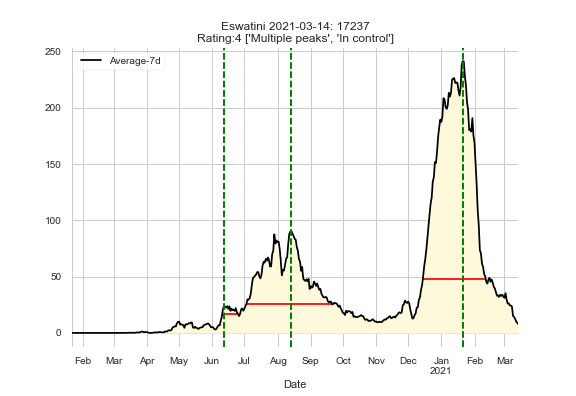 Eswatini 2021-03-14: 17237
Rating:4 ['Multiple peaks', 'In control']
Average-7d
250
200
150
100
50
0
Feb Mar Apr May Jun Jul Aug Sep Oct Nov Dec Jan Feb Mar
2021
Date